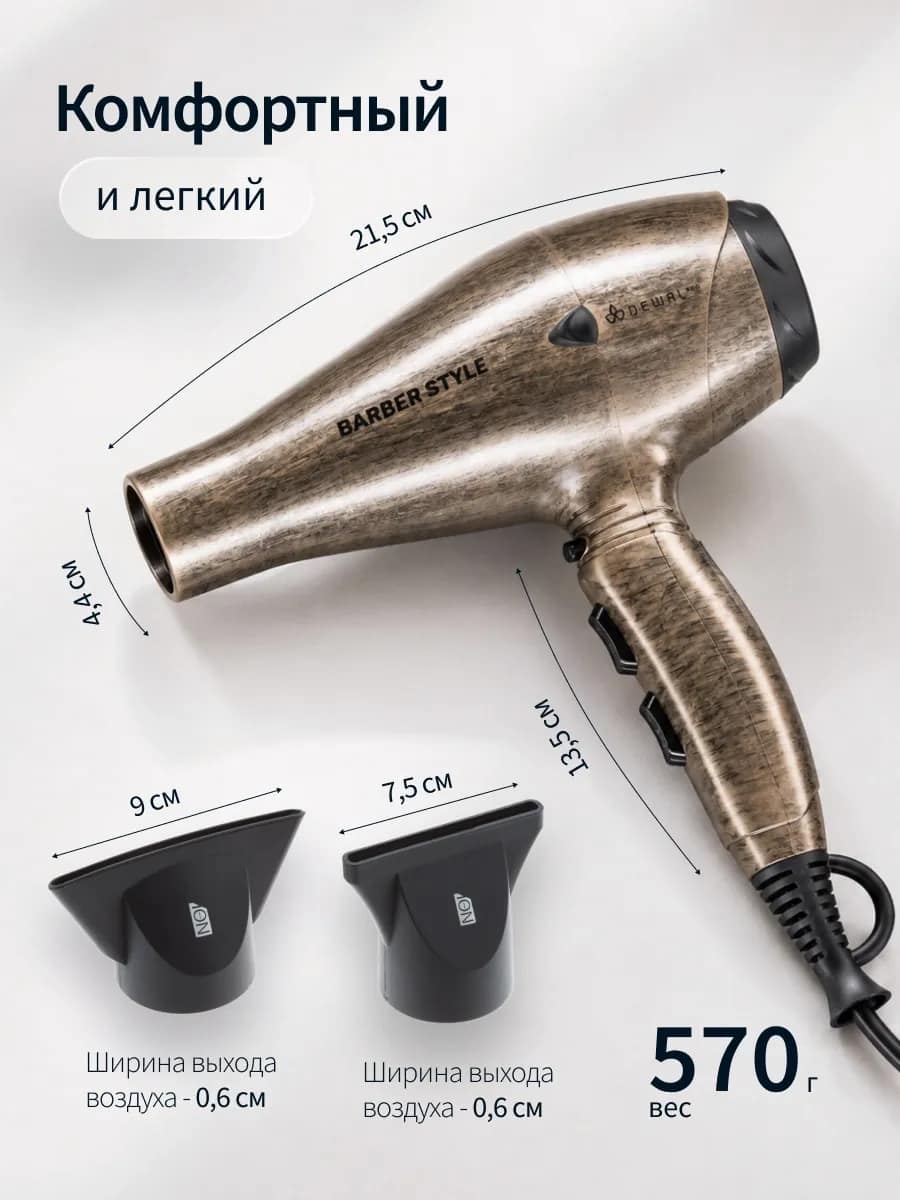 Комфортный
и легкий
21,5 см
DEWAL
BARBER STYLE
4,4 см
13,5 см
9 см
7,5 см
ION
ION
Ширина выхода
воздуха - 0,6 см
Ширина выхода
воздуха - 0,6 см
570 г
вес